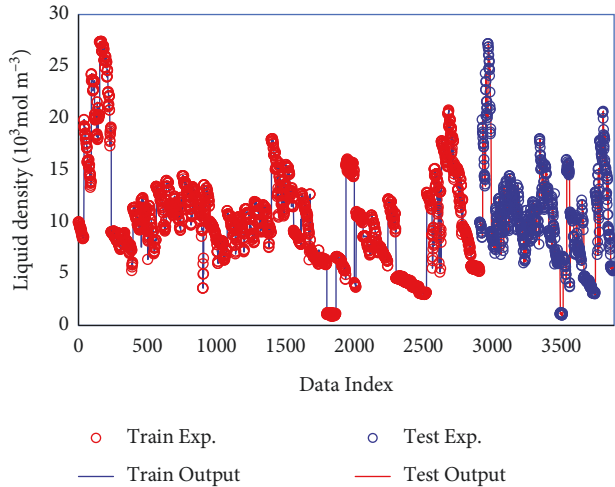 30
25
20
15
10
5
0
Liquid density (10³mol m⁻³)
0 500 1000 1500 2000 2500 3000 3500
Data Index
Train Exp. Test Exp.
Train Output Test Output